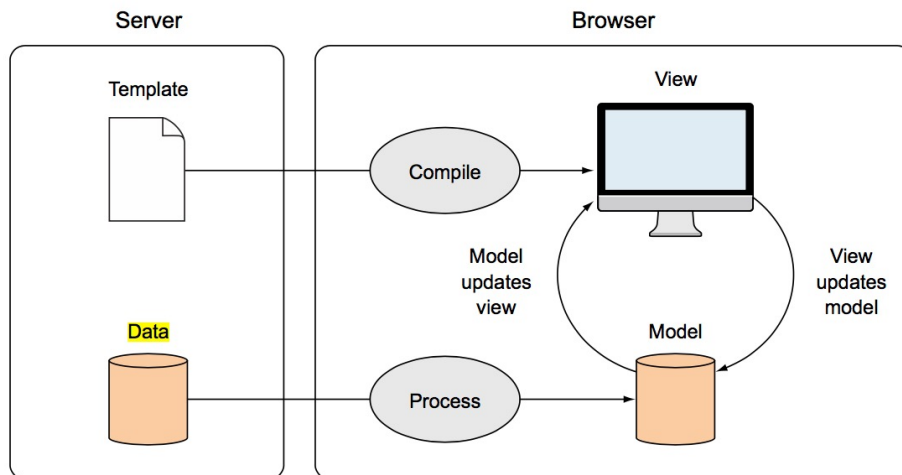 Server
Browser
Template
View
Compile
Model
updates
view
View
updates
model
Data
Model
Process